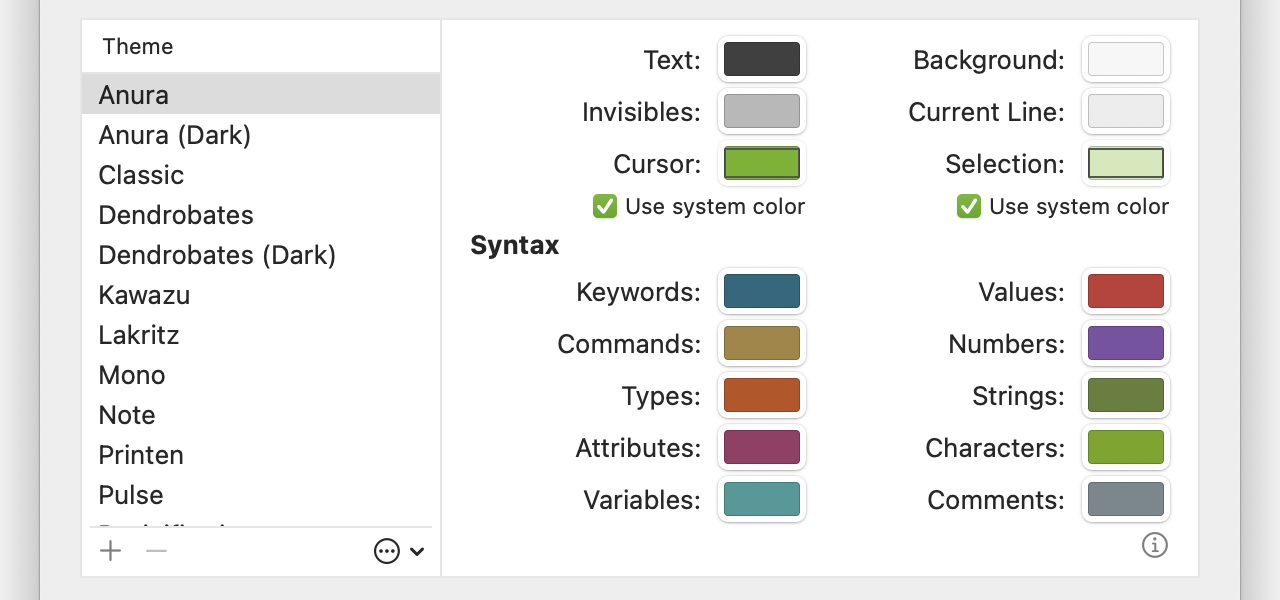 Theme
Anura
Anura (Dark)
Classic
Dendrobates
Dendrobates (Dark)
Kawazu
Lakritz
Mono
Note
Printen
Pulse
Text:
Background:
Invisibles:
Current Line:
Cursor:
Selection:
Use system color
Use system color
Syntax
Keywords:
Values:
Commands:
Numbers:
Types:
Strings:
Attributes:
Characters:
Variables:
Comments: